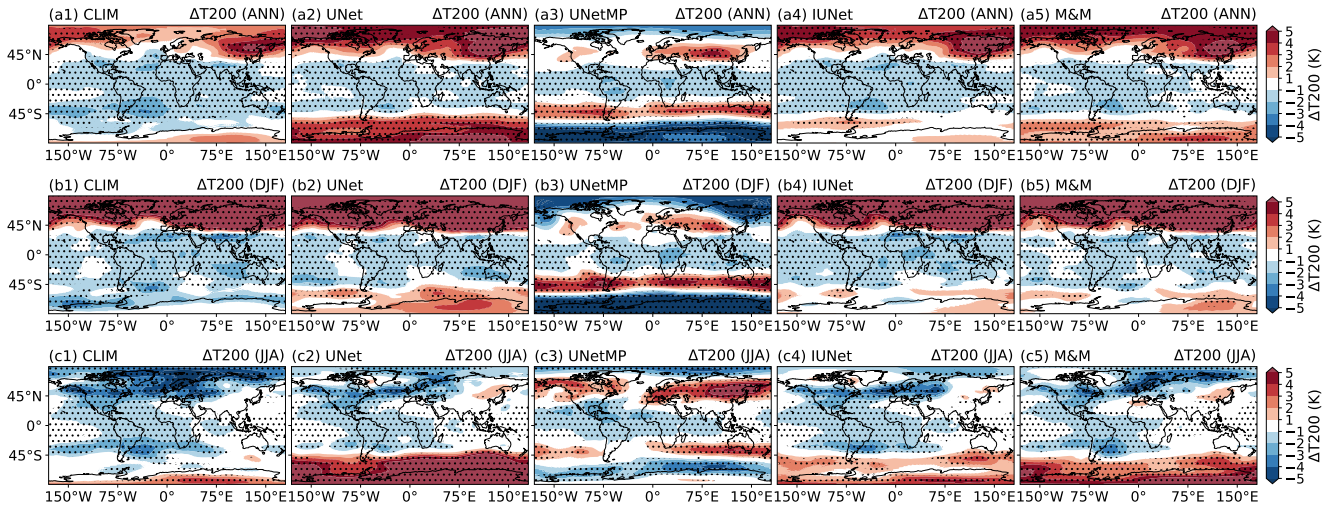 (a1) CLIM ΔT200 (ANN) (a2) UNet ΔT200 (ANN) (a3) UNetMP ΔT200 (ANN) (a4) IUNet ΔT200 (ANN) (a5) M&M ΔT200 (ANN)
45°N
0°
45°S
150°W 75°W 0° 75°E 150°E 150°W 75°W 0° 75°E 150°E 150°W 75°W 0° 75°E 150°E 150°W 75°W 0° 75°E 150°E 150°W 75°W 0° 75°E 150°E
5
4
3
2
1
−1
−2
−3
−4
−5
ΔT200 (K)
(b1) CLIM ΔT200 (DJF) (b2) UNet ΔT200 (DJF) (b3) UNetMP ΔT200 (DJF) (b4) IUNet ΔT200 (DJF) (b5) M&M ΔT200 (DJF)
45°N
0°
45°S
150°W 75°W 0° 75°E 150°E 150°W 75°W 0° 75°E 150°E 150°W 75°W 0° 75°E 150°E 150°W 75°W 0° 75°E 150°E 150°W 75°W 0° 75°E 150°E
5
4
3
2
1
−1
−2
−3
−4
−5
ΔT200 (K)
(c1) CLIM ΔT200 (JJA) (c2) UNet ΔT200 (JJA) (c3) UNetMP ΔT200 (JJA) (c4) IUNet ΔT200 (JJA) (c5) M&M ΔT200 (JJA)
45°N
0°
45°S
150°W 75°W 0° 75°E 150°E 150°W 75°W 0° 75°E 150°E 150°W 75°W 0° 75°E 150°E 150°W 75°W 0° 75°E 150°E 150°W 75°W 0° 75°E 150°E
5
4
3
2
1
−1
−2
−3
−4
−5
ΔT200 (K)